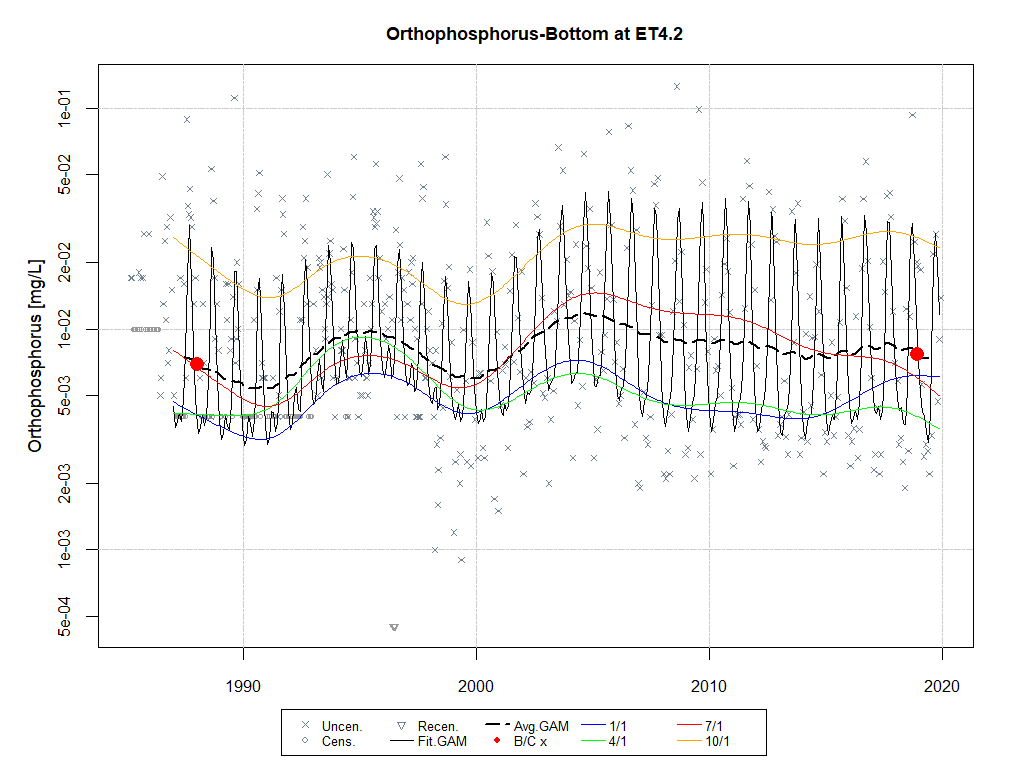 Orthophosphorus-Bottom at ET4.2
Orthophosphorus [mg/L]
1e-01
5e-02
2e-02
1e-02
5e-03
2e-03
1e-03
5e-04
1990 2000 2010 2020
Uncen. Recen. Avg.GAM 1/1 7/1
Cens. Fit.GAM B/C x 4/1 10/1